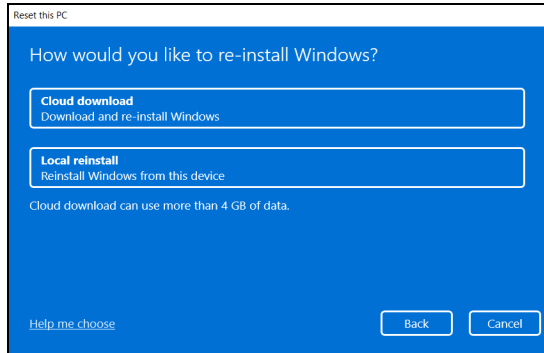 Reset this PC
How would you like to re-install Windows?
Cloud download
Download and re-install Windows
Local reinstall
Reinstall Windows from this device
Cloud download can use more than 4 GB of data.
Help me choose
Back
Cancel